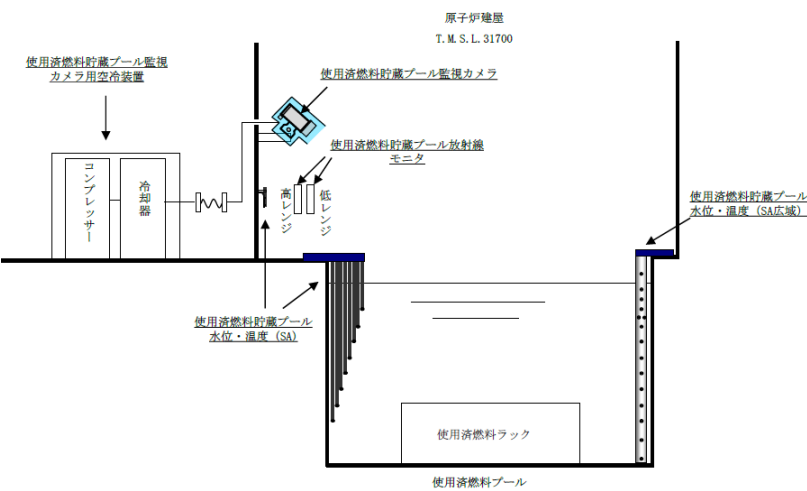 原子炉建屋
T.M.S.L.31700
使用済燃料貯蔵プール監視
カメラ用空冷装置
使用済燃料貯蔵プール監視カメラ
使用済燃料貯蔵プール放射線
モニタ
コンプレッサー
冷却器
高レンジ
低レンジ
使用済燃料貯蔵プール
水位・温度（SA広域）
使用済燃料貯蔵プール
水位・温度（SA）
使用済燃料ラック
使用済燃料プール